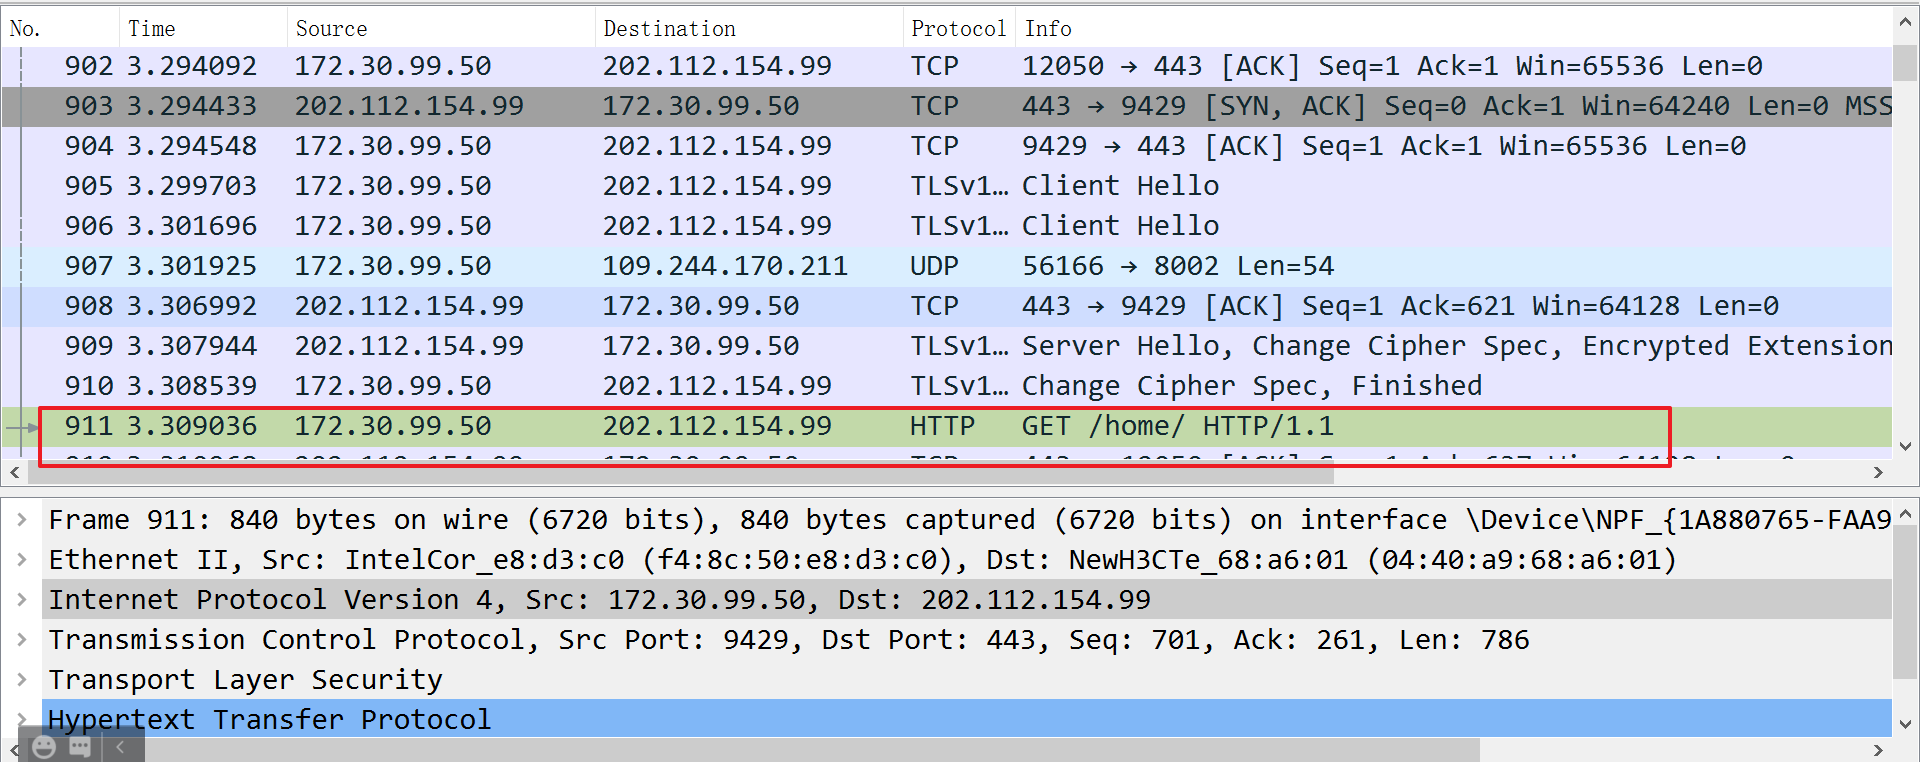 No. Time Source Destination Protocol Info
902 3.294092 172.30.99.50 202.112.154.99 TCP 12050 → 443 [ACK] Seq=1 Ack=1 Win=65536 Len=0
903 3.294433 202.112.154.99 172.30.99.50 TCP 443 → 9429 [SYN, ACK] Seq=0 Ack=1 Win=64240 Len=0 MSS
904 3.294548 172.30.99.50 202.112.154.99 TCP 9429 → 443 [ACK] Seq=1 Ack=1 Win=65536 Len=0
905 3.299703 172.30.99.50 202.112.154.99 TLSv1… Client Hello
906 3.301696 172.30.99.50 202.112.154.99 TLSv1… Client Hello
907 3.301925 172.30.99.50 109.244.170.211 UDP 56166 → 8002 Len=54
908 3.306992 202.112.154.99 172.30.99.50 TCP 443 → 9429 [ACK] Seq=1 Ack=621 Win=64128 Len=0
909 3.307944 202.112.154.99 172.30.99.50 TLSv1… Server Hello, Change Cipher Spec, Encrypted Extension
910 3.308539 172.30.99.50 202.112.154.99 TLSv1… Change Cipher Spec, Finished
911 3.309036 172.30.99.50 202.112.154.99 HTTP GET /home/ HTTP/1.1
Frame 911: 840 bytes on wire (6720 bits), 840 bytes captured (6720 bits) on interface \Device\NPF_{1A880765-FAA9
Ethernet II, Src: IntelCor_e8:d3:c0 (f4:8c:50:e8:d3:c0), Dst: NewH3CTe_68:a6:01 (04:40:a9:68:a6:01)
Internet Protocol Version 4, Src: 172.30.99.50, Dst: 202.112.154.99
Transmission Control Protocol, Src Port: 9429, Dst Port: 443, Seq: 701, Ack: 261, Len: 786
Transport Layer Security
Hypertext Transfer Protocol